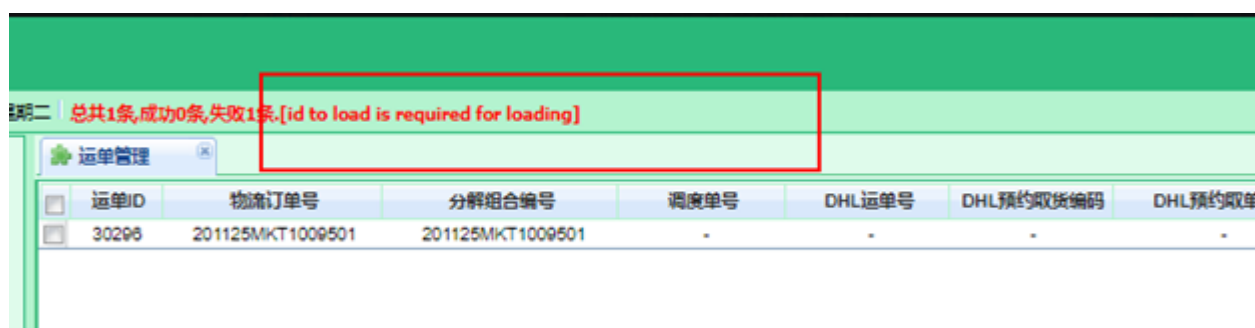 期二 总共1条,成功0条,失败1条.[id to load is required for loading]
运单管理
运单ID 物流订单号 分解组合编号 调度单号 DHL运单号 DHL预约取货编码 DHL预约取单
30296 201125MKT1009501 201125MKT1009501 - - - -